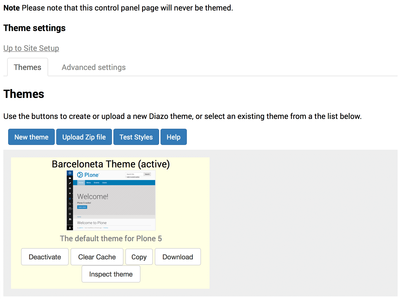 Note Please note that this control panel page will never be themed.
Theme settings
Up to Site Setup
Themes Advanced settings
Themes
Use the buttons to create or upload a new Diazo theme, or select an existing theme from a the list below.
New theme Upload Zip file Test Styles Help
Barceloneta Theme (active)
Plone
Welcome!
Welcome to Plone
The default theme for Plone 5
Deactivate Clear Cache Copy Download
Inspect theme